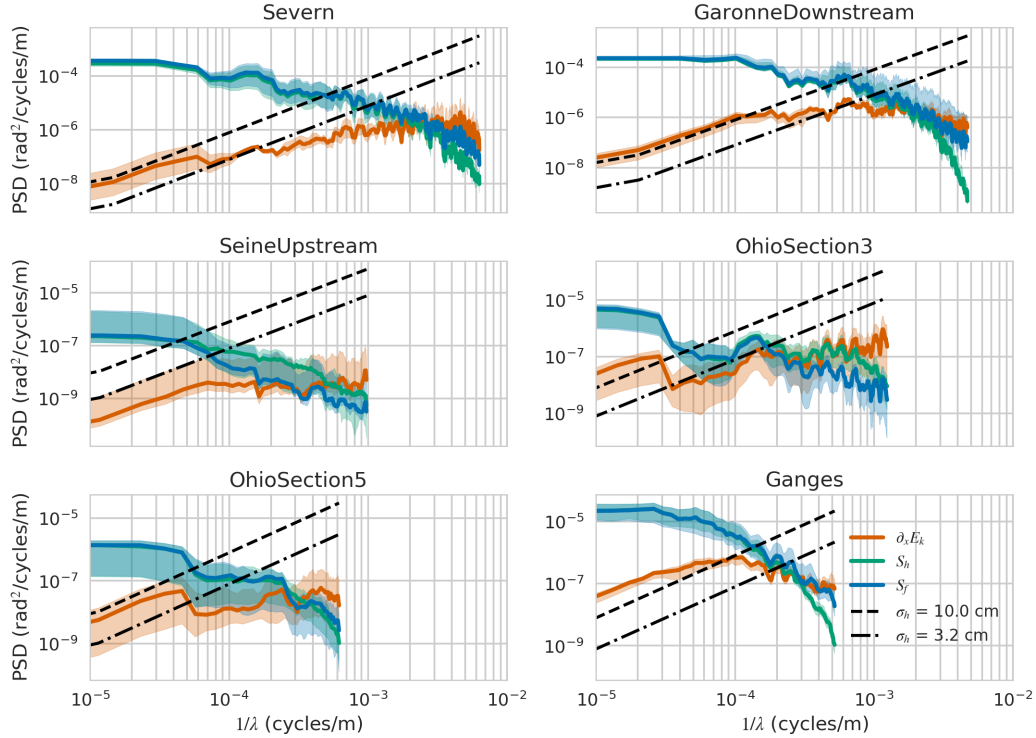 Severn
GaronneDownstream
PSD (rad²/cycles/m)
10⁻⁴
10⁻⁶
10⁻⁸
10⁻⁴
10⁻⁶
10⁻⁸
SeineUpstream
OhioSection3
PSD (rad²/cycles/m)
10⁻⁵
10⁻⁷
10⁻⁹
10⁻⁵
10⁻⁷
10⁻⁹
OhioSection5
Ganges
PSD (rad²/cycles/m)
10⁻⁵
10⁻⁷
10⁻⁹
10⁻⁵
10⁻⁷
10⁻⁹
∂ₓEₖ
Sₕ
S_f
σₕ = 10.0 cm
σₕ = 3.2 cm
10⁻⁵ 10⁻⁴ 10⁻³ 10⁻²
10⁻⁵ 10⁻⁴ 10⁻³ 10⁻²
1/λ (cycles/m)
1/λ (cycles/m)